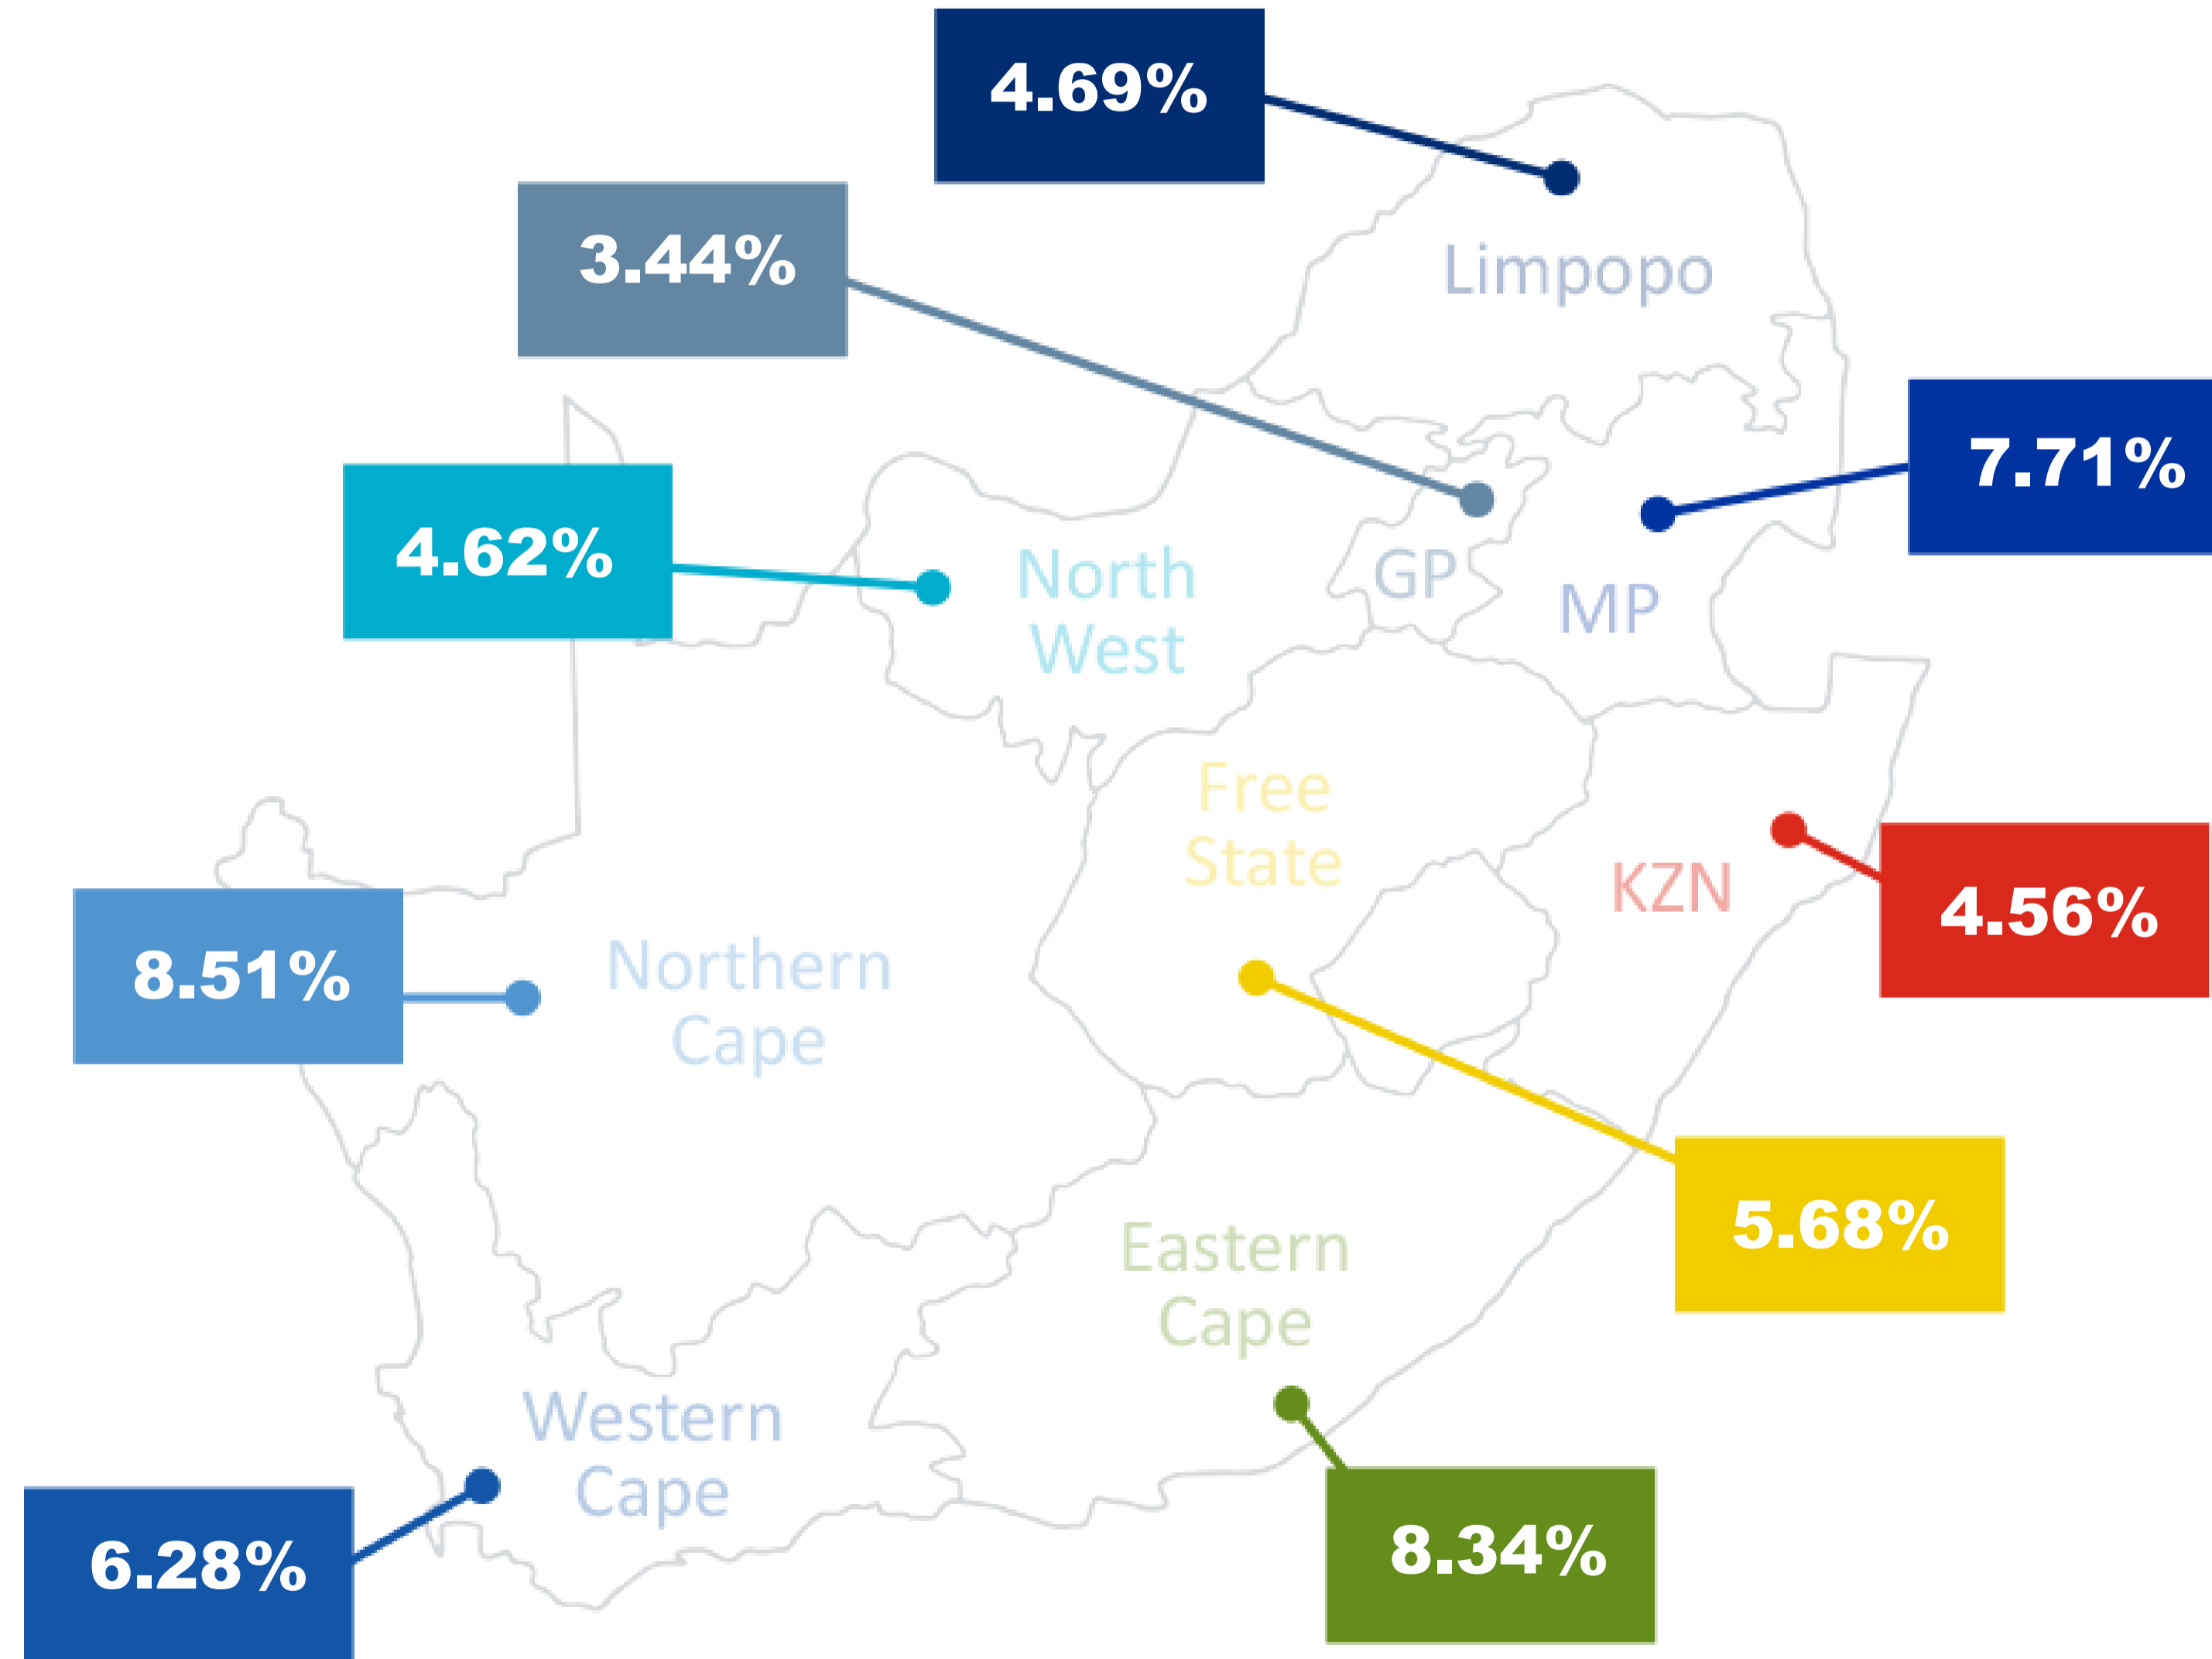 4.69%
3.44%
Limpopo
7.71%
4.62%
North
West
GP
MP
Free
State
KZN
4.56%
8.51%
Northern
Cape
5.68%
Eastern
Cape
Western
Cape
6.28%
8.34%